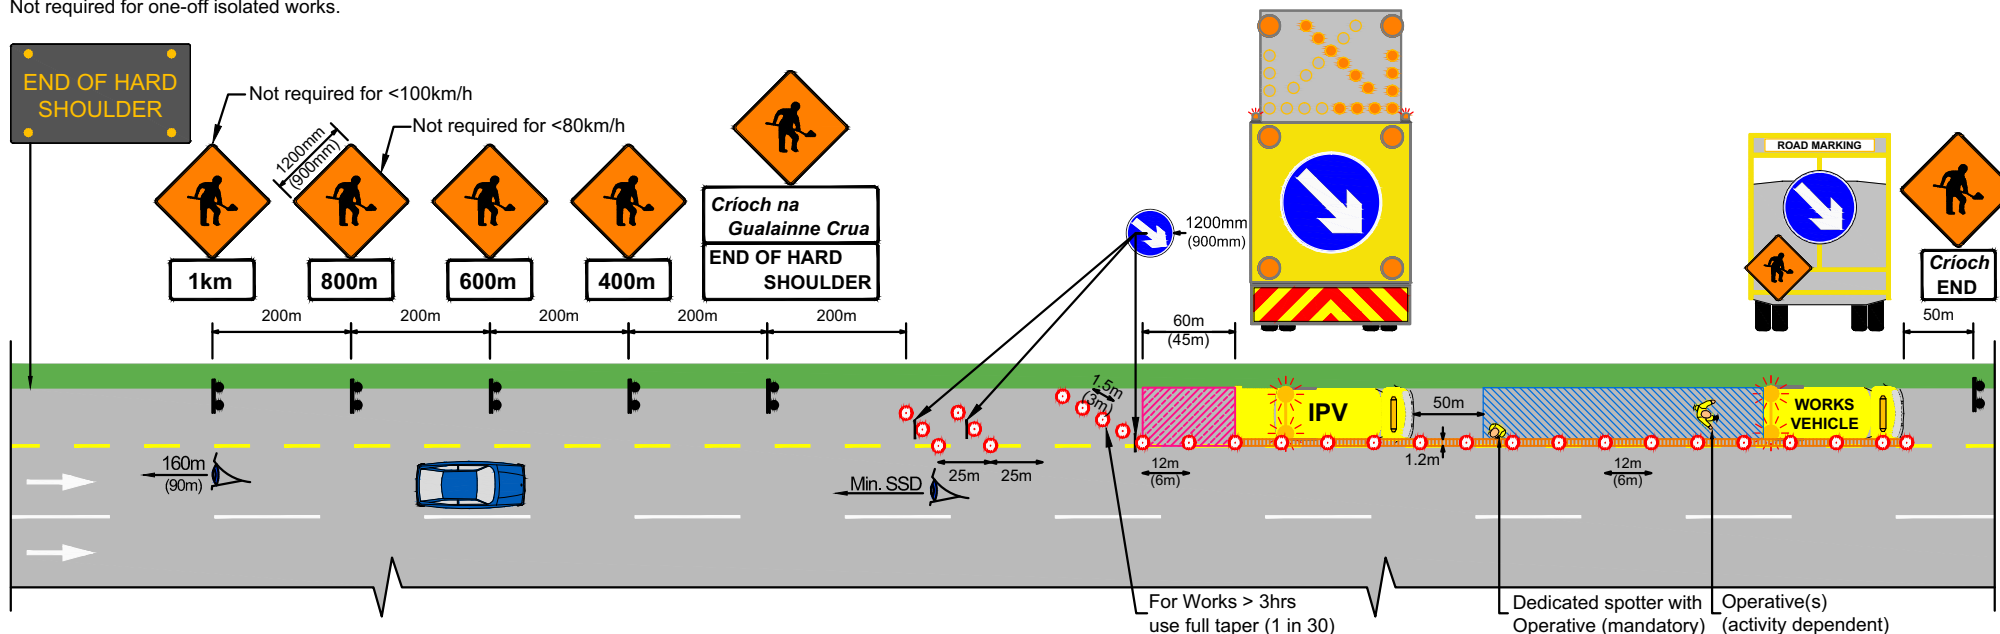 Not required for one-off isolated works.
END OF HARD
SHOULDER
Not required for <100km/h
Not required for <80km/h
1200mm
(900mm)
1km
800m
600m
400m
Críoch na
Gualainne Crua
END OF HARD
SHOULDER
200m
200m
200m
200m
200m
1200mm
(900mm)
60m
(45m)
ROAD MARKING
Críoch
END
50m
1.5m
(3m)
IPV
50m
WORKS
VEHICLE
160m
(90m)
Min. SSD
25m
25m
12m
(6m)
1.2m
12m
(6m)
For Works > 3hrs
use full taper (1 in 30)
Dedicated spotter with
Operative (mandatory)
Operative(s)
(activity dependent)